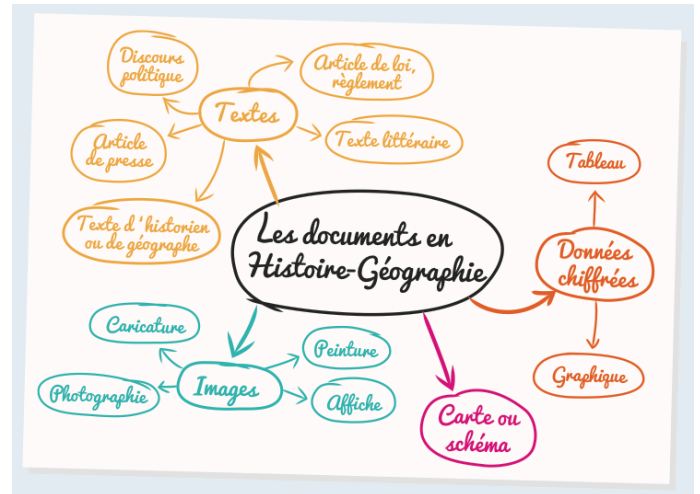 Discours
politique
Article de loi,
règlement
Textes
Article
de presse
Texte littéraire
Texte d'historien
ou de géographe
Les documents en
Histoire-Géographie
Tableau
Données
chiffrées
Graphique
Caricature
Peinture
Images
Photographie
Affiche
Carte ou
schéma